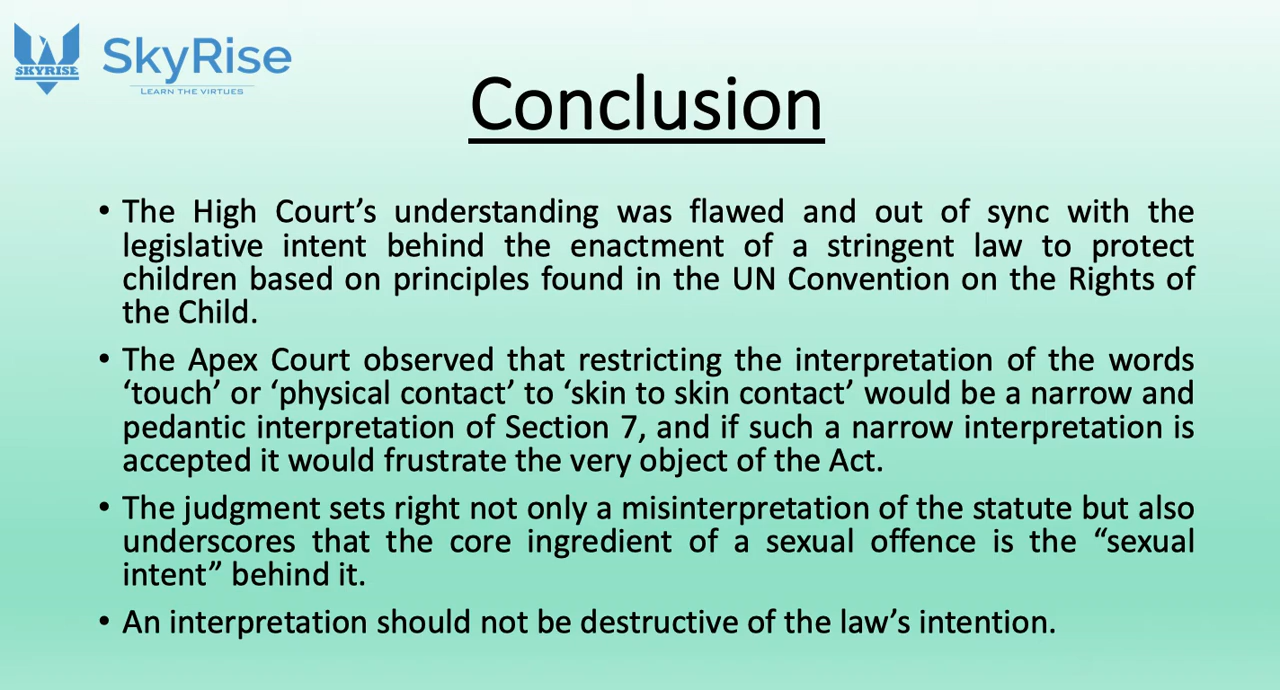 SKYRISE
SkyRise
LEARN THE VIRTUES
Conclusion
• The High Court’s understanding was flawed and out of sync with the
legislative intent behind the enactment of a stringent law to protect
children based on principles found in the UN Convention on the Rights of
the Child.
• The Apex Court observed that restricting the interpretation of the words
‘touch’ or ‘physical contact’ to ‘skin to skin contact’ would be a narrow and
pedantic interpretation of Section 7, and if such a narrow interpretation is
accepted it would frustrate the very object of the Act.
• The judgment sets right not only a misinterpretation of the statute but also
underscores that the core ingredient of a sexual offence is the “sexual
intent” behind it.
• An interpretation should not be destructive of the law’s intention.